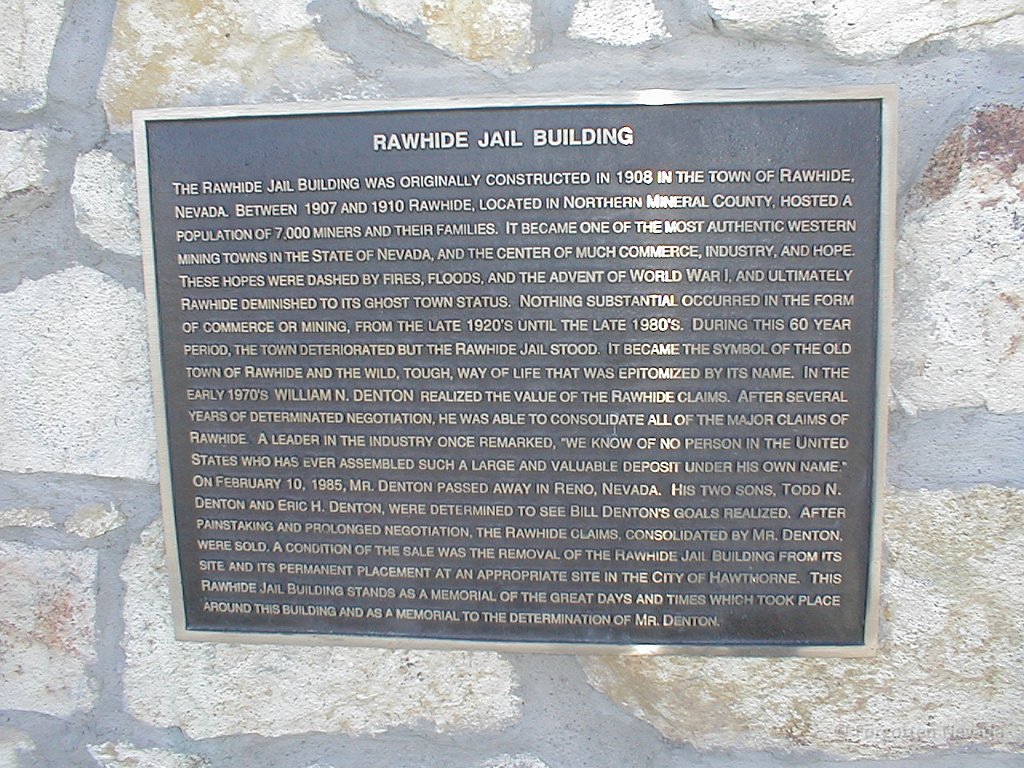 RAWHIDE JAIL BUILDING
THE RAWHIDE JAIL BUILDING WAS ORIGINALLY CONSTRUCTED IN 1908 IN THE TOWN OF RAWHIDE,
NEVADA. BETWEEN 1907 AND 1910 RAWHIDE, LOCATED IN NORTHERN MINERAL COUNTY, HOSTED A
POPULATION OF 7,000 MINERS AND THEIR FAMILIES. IT BECAME ONE OF THE MOST AUTHENTIC WESTERN
MINING TOWNS IN THE STATE OF NEVADA, AND THE CENTER OF MUCH COMMERCE, INDUSTRY, AND HOPE.
THESE HOPES WERE DASHED BY FIRES, FLOODS, AND THE ADVENT OF WORLD WAR I, AND ULTIMATELY
RAWHIDE DEMINISHED TO ITS GHOST TOWN STATUS. NOTHING SUBSTANTIAL OCCURRED IN THE FORM
OF COMMERCE OR MINING, FROM THE LATE 1920'S UNTIL THE LATE 1980'S. DURING THIS 60 YEAR
PERIOD, THE TOWN DETERIORATED BUT THE RAWHIDE JAIL STOOD. IT BECAME THE SYMBOL OF THE OLD
TOWN OF RAWHIDE AND THE WILD, TOUGH, WAY OF LIFE THAT WAS EPITOMIZED BY ITS NAME. IN THE
EARLY 1970'S WILLIAM N. DENTON REALIZED THE VALUE OF THE RAWHIDE CLAIMS. AFTER SEVERAL
YEARS OF DETERMINATED NEGOTIATION, HE WAS ABLE TO CONSOLIDATE ALL OF THE MAJOR CLAIMS OF
RAWHIDE. A LEADER IN THE INDUSTRY ONCE REMARKED, "WE KNOW OF NO PERSON IN THE UNITED
STATES WHO HAS EVER ASSEMBLED SUCH A LARGE AND VALUABLE DEPOSIT UNDER HIS OWN NAME."
ON FEBRUARY 10, 1985, MR. DENTON PASSED AWAY IN RENO, NEVADA. HIS TWO SONS, TODD N.
DENTON AND ERIC H. DENTON, WERE DETERMINED TO SEE BILL DENTON'S GOALS REALIZED. AFTER
PAINSTAKING AND PROLONGED NEGOTIATION, THE RAWHIDE CLAIMS, CONSOLIDATED BY MR. DENTON,
WERE SOLD. A CONDITION OF THE SALE WAS THE REMOVAL OF THE RAWHIDE JAIL BUILDING FROM ITS
SITE AND ITS PERMANENT PLACEMENT AT AN APPROPRIATE SITE IN THE CITY OF HAWTHORNE. THIS
RAWHIDE JAIL BUILDING STANDS AS A MEMORIAL OF THE GREAT DAYS AND TIMES WHICH TOOK PLACE
AROUND THIS BUILDING AND AS A MEMORIAL TO THE DETERMINATION OF MR. DENTON.
© Forgotten Nevada